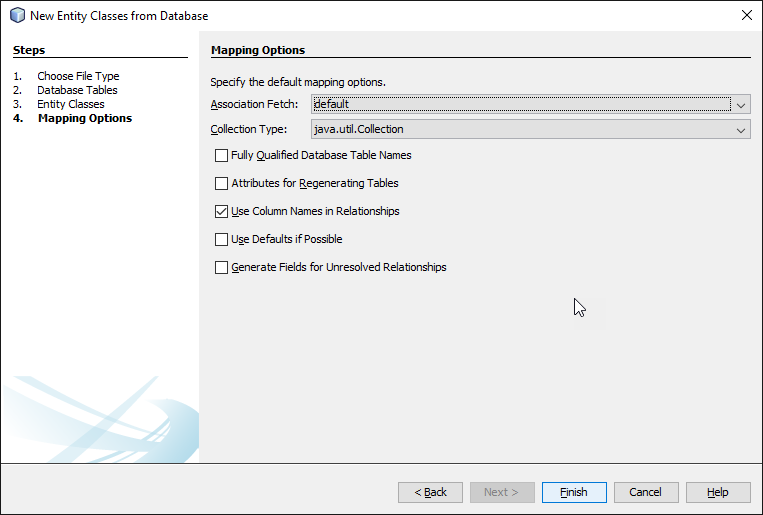 New Entity Classes from Database
Steps
1. Choose File Type
2. Database Tables
3. Entity Classes
4. Mapping Options
Mapping Options
Specify the default mapping options.
Association Fetch: default
Collection Type: java.util.Collection
Fully Qualified Database Table Names
Attributes for Regenerating Tables
Use Column Names in Relationships
Use Defaults if Possible
Generate Fields for Unresolved Relationships
< Back Next > Finish Cancel Help